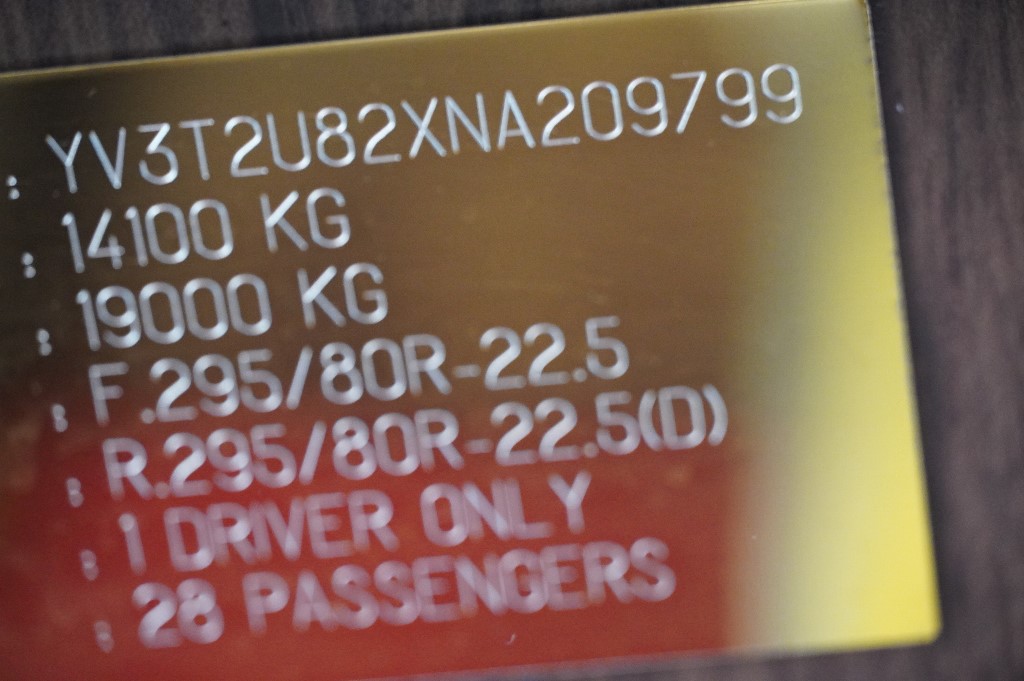 : YV3T2U82XNA209799
: 14100 KG
: 19000 KG
: F.295/80R-22.5
: R.295/80R-22.5(D)
: 1 DRIVER ONLY
: 28 PASSENGERS